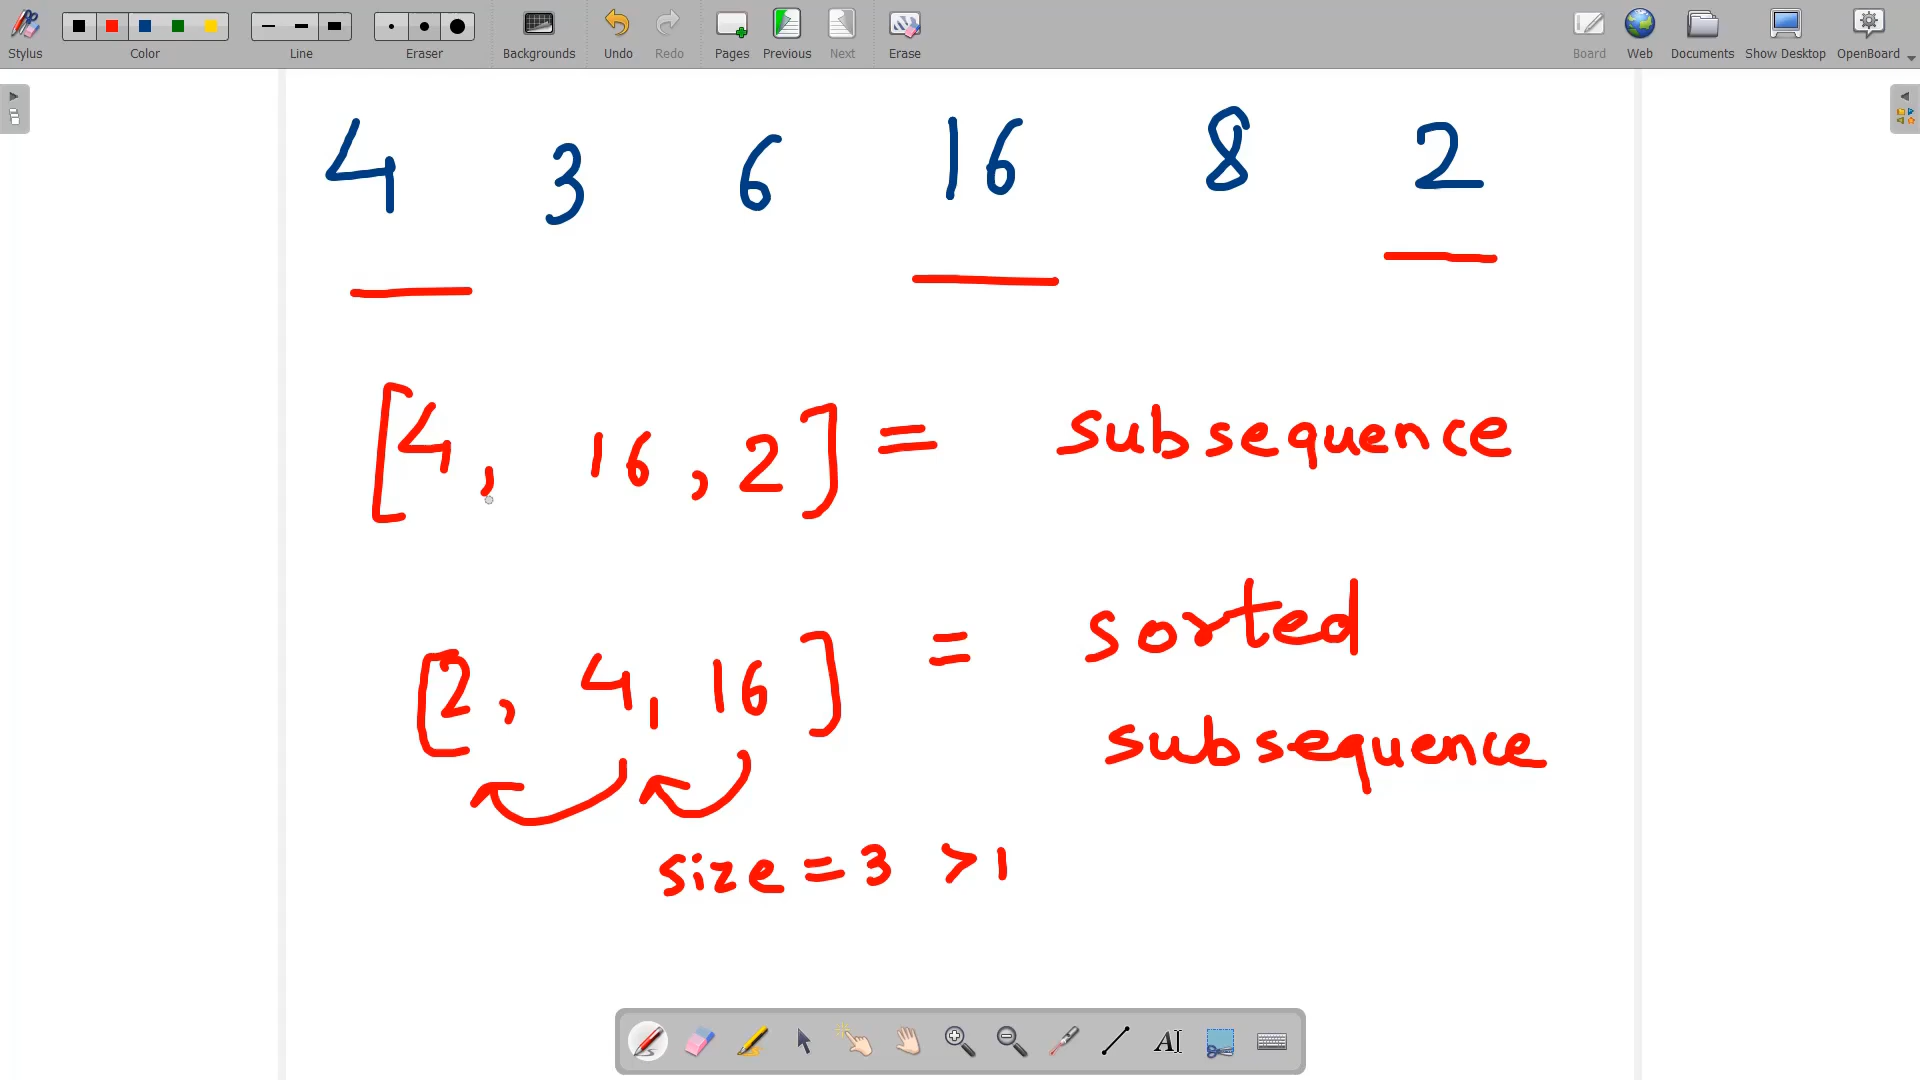 Stylus Color Line Eraser Backgrounds Undo Redo Pages Previous Next Erase Board Web Documents Show Desktop OpenBoard
4 3 6 16 8 2
[4, 16, 2] = subsequence
[2, 4, 16] = sorted
subsequence
size = 3 > 1